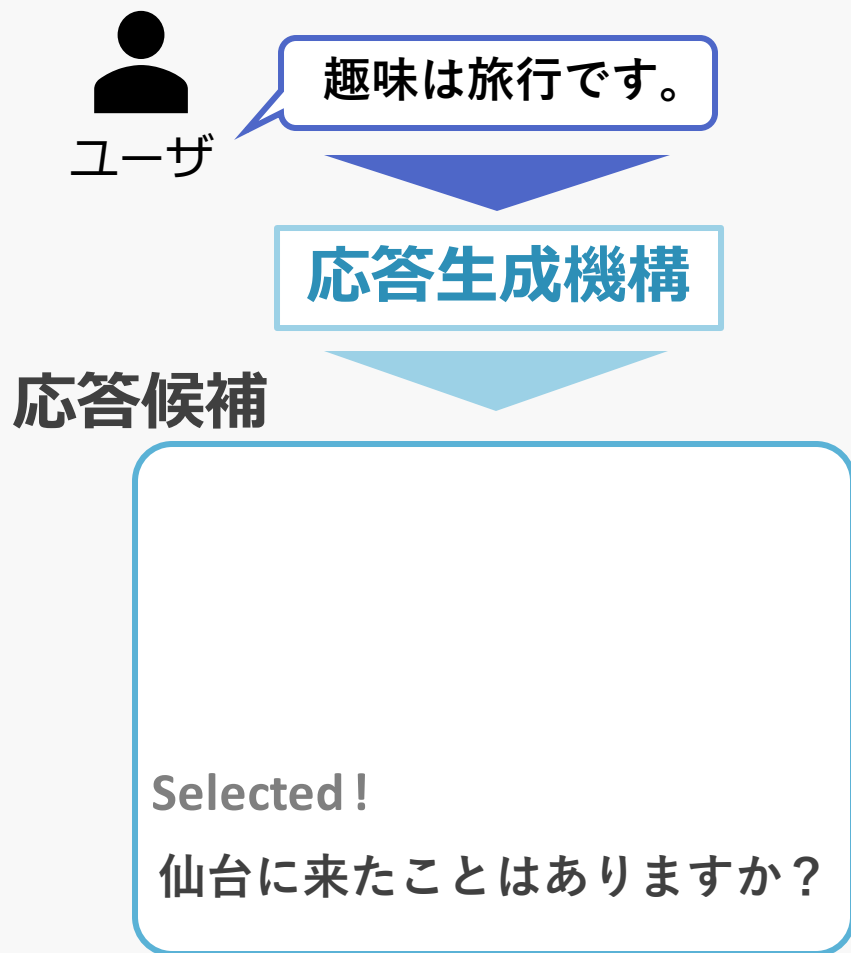 趣味は旅行です。
ユーザ
応答生成機構
応答候補
Selected!
仙台に来たことはありますか？